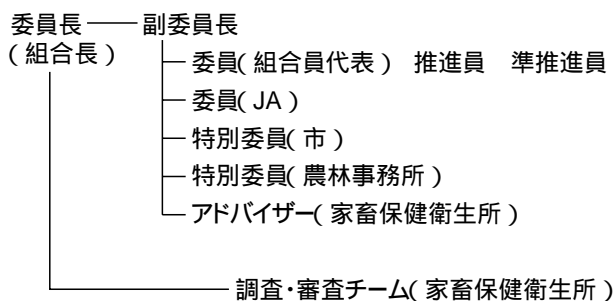 委員長 副委員長
(組合長)
委員(組合員代表) 推進員 準推進員
委員(JA)
特別委員(市)
特別委員(農林事務所)
アドバイザー(家畜保健衛生所)
調査・審査チーム(家畜保健衛生所)